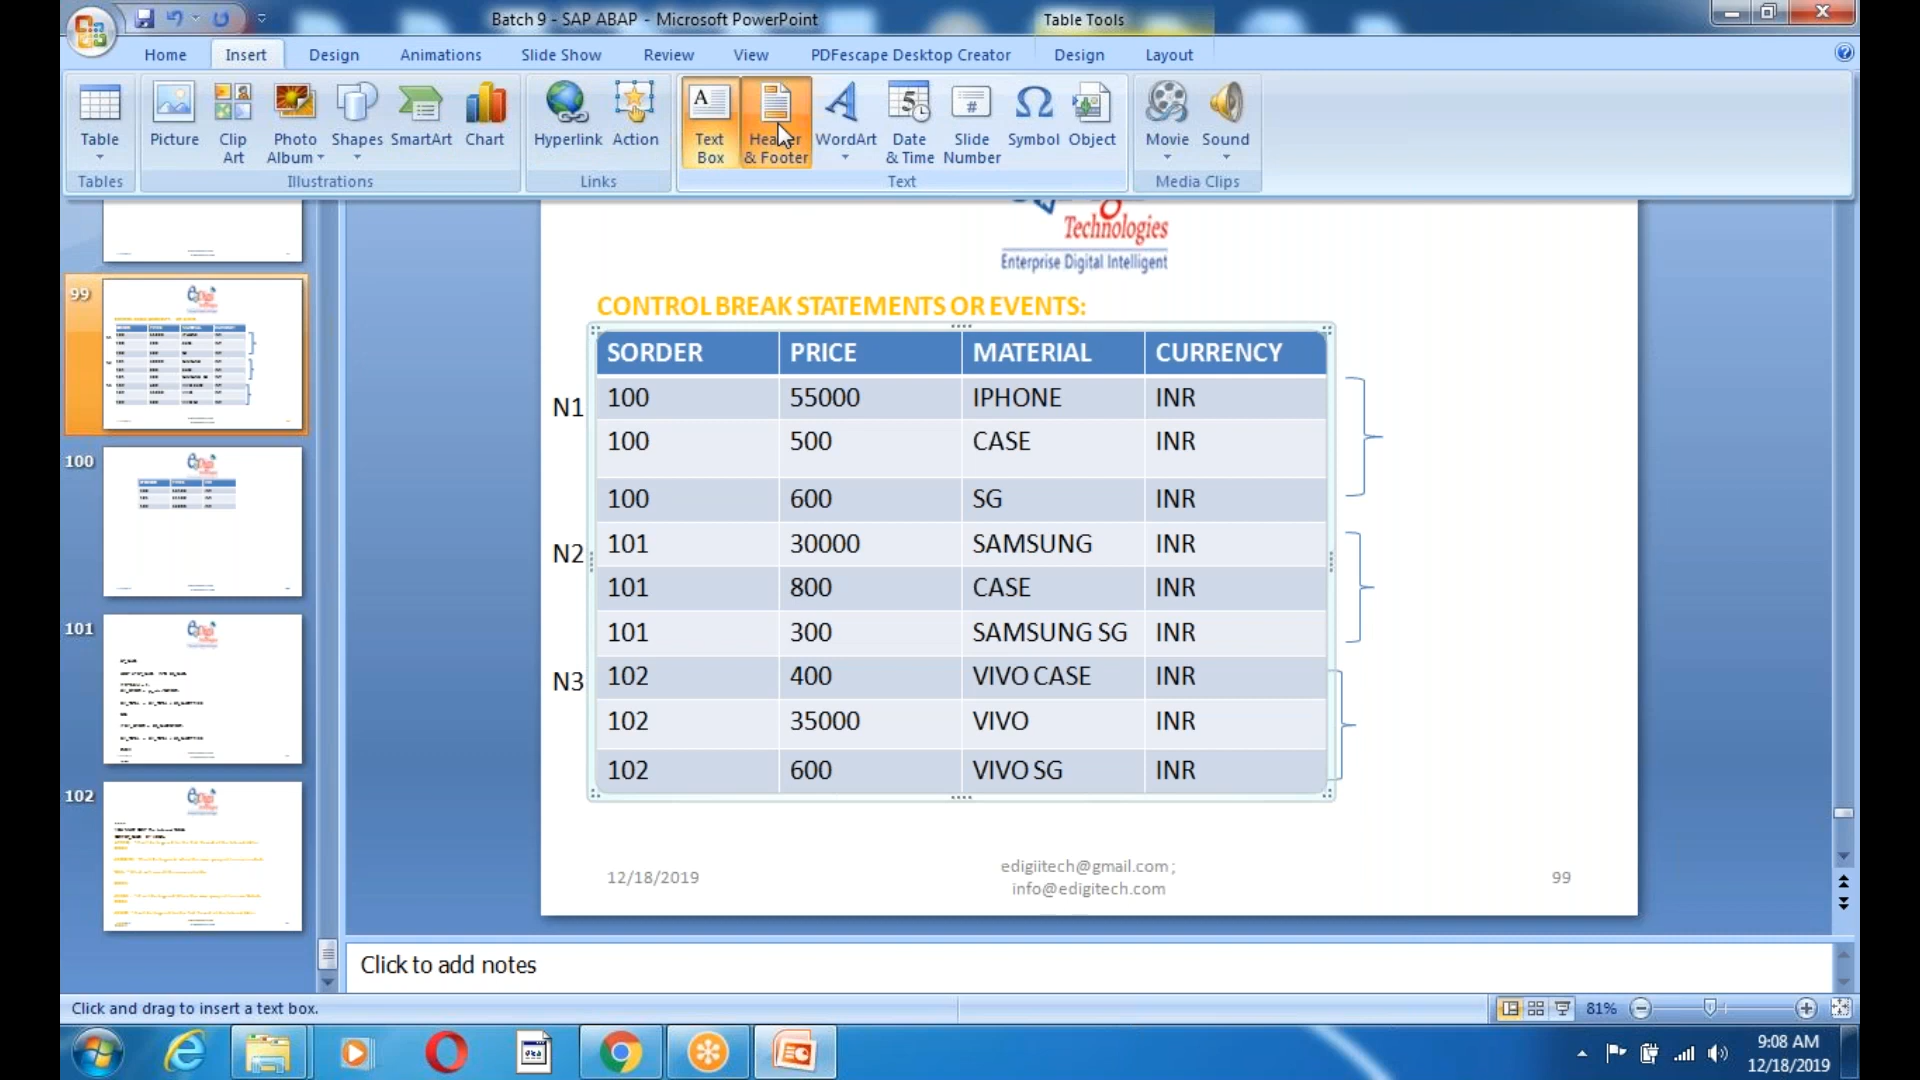 Batch 9 - SAP ABAP - Microsoft PowerPoint
Table Tools
Home Insert Design Animations Slide Show Review View PDFescape Desktop Creator Design Layout
Table
Picture
Clip Art
Photo Album
Shapes
SmartArt
Chart
Hyperlink
Action
Text Box
Header & Footer
WordArt
Date & Time
Slide Number
Symbol
Object
Movie
Sound
Tables
Illustrations
Links
Text
Media Clips
99
100
101
102
Technologies
Enterprise Digital Intelligent
CONTROL BREAK STATEMENTS OR EVENTS:
SORDER PRICE MATERIAL CURRENCY
N1 100 55000 IPHONE INR
100 500 CASE INR
100 600 SG INR
N2 101 30000 SAMSUNG INR
101 800 CASE INR
101 300 SAMSUNG SG INR
N3 102 400 VIVO CASE INR
102 35000 VIVO INR
102 600 VIVO SG INR
12/18/2019
edigiitech@gmail.com ;
info@edigitech.com
99
Click to add notes
Click and drag to insert a text box.
81%
9:08 AM
12/18/2019